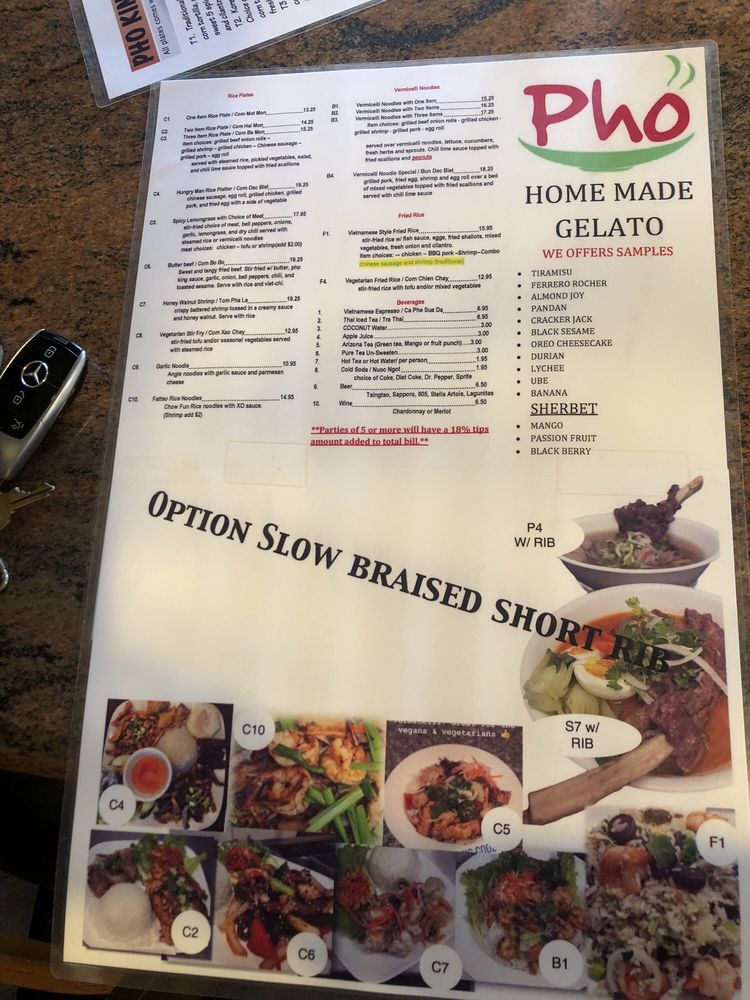 PHO KIN
All plates comes w
T1. Traditional
corn tortilla
T2. Kore
Choice
Rice Plates
C1. One Item Rice Plate / Com Mot Mon 13.25
C2. Two Item Rice Plate / Com Hai Mon 14.25
C3. Three Item Rice Plate / Com Ba Mon 15.25
Item choices: grilled beef onion rolls –
grilled shrimp – grilled chicken – Chinese sausage –
grilled pork – egg roll
served with steamed rice, pickled vegetables, salad,
and chili lime sauce topped with fried scallions
C4. Hungry Man Rice Platter / Com Dac Biet 19.25
chinese sausage, egg roll, grilled chicken, grilled
pork, and fried egg with a side of vegetable
C5. Spicy Lemongrass with Choice of Meat 17.95
stir-fried choice of meat, bell peppers, onions,
garlic, lemongrass, and dry chili served with
steamed rice or vermicelli noodles
meat choices: chicken – tofu or shrimp(add $2.00)
C6. Butter beef / Com Bo Bo 19.25
Sweet and tangy fried beef. Stir fried w/ butter, pho
king sauce, garlic, onion, bell peppers, chili, and
toasted sesame. Serve with rice and viet-chi.
C7. Honey Walnut Shrimp / Tom Pha Le 19.25
crispy battered shrimp tossed in a creamy sauce
and honey walnut. Serve with rice
C8. Vegetarian Stir Fry / Com Xao Chay 12.95
stir-fried tofu and/or seasonal vegetables served
with steamed rice
C9. Garlic Noodle 10.95
Angle noodles with garlic sauce and parmesan
cheese
C10. Fattso Rice Noodles 14.95
Chow Fun Rice noodles with XO sauce.
(Shrimp add $2)
Vermicelli Noodles
B1. Vermicelli Noodles with One Item 15.25
B2. Vermicelli Noodles with Two Items 16.25
B3. Vermicelli Noodles with Three Items 17.25
item choices: grilled beef onion rolls - grilled chicken -
grilled shrimp - grilled pork - egg roll
served over vermicelli noodles, lettuce, cucumbers,
fresh herbs and sprouts. Chili lime sauce topped with
fried scallions and peanuts
B4. Vermicelli Noodle Special / Bun Dac Biet 18.25
grilled pork, fried egg, shrimp and egg roll over a bed
of mixed vegetables topped with fried scallions and
served with chili lime sauce
Fried Rice
F1. Vietnamese Style Fried Rice 15.95
stir-fried rice w/ fish sauce, eggs, fried shallots, mixed
vegetables, fresh onion and cilantro.
Item choices: --- chicken -- BBQ pork --Shrimp--Combo
chinese sausage and shrimp (traditional)
F4. Vegetarian Fried Rice / Com Chien Chay 12.95
stir-fried rice with tofu and/or mixed vegetables
Beverages
1. Vietnamese Espresso / Ca Phe Sua Da 6.95
2. Thai Iced Tea / Tra Thai 6.95
3. COCONUT Water 3.00
4. Apple Juice 3.00
5. Arizona Tea (Green tea, Mango or fruit punch) 3.00
6. Pure Tea Un-Sweeten 3.00
7. Hot Tea or Hot Water/ per person 1.95
8. Cold Soda / Nuoc Ngot 1.95
choice of Coke, Diet Coke, Dr. Pepper, Sprite
9. Beer 6.50
Tsingtao, Sapporo, 805, Stella Artois, Lagunitas
10. Wine 6.50
Chardonnay or Merlot
**Parties of 5 or more will have a 18% tips
amount added to total bill.**
Pho
HOME MADE
GELATO
WE OFFERS SAMPLES
• TIRAMISU
• FERRERO ROCHER
• ALMOND JOY
• PANDAN
• CRACKER JACK
• BLACK SESAME
• OREO CHEESECAKE
• DURIAN
• LYCHEE
• UBE
• BANANA
SHERBET
• MANGO
• PASSION FRUIT
• BLACK BERRY
OPTION SLOW BRAISED SHORT RIB
P4
W/ RIB
S7 w/
RIB
vegans & vegetarians
C4
C10
C5
F1
C2
C6
C7
B1